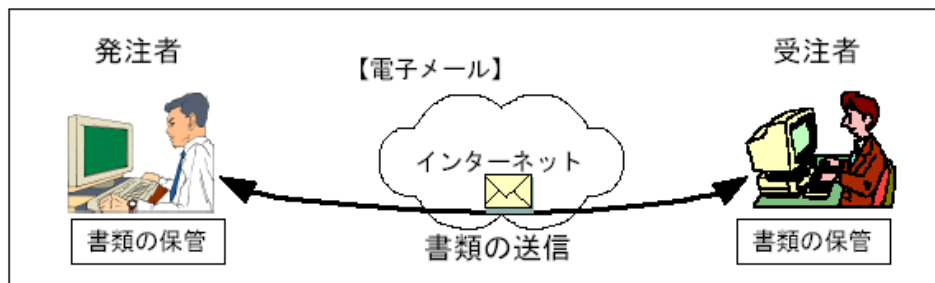 発注者
【電子メール】
受注者
インターネット
書類の保管
書類の送信
書類の保管